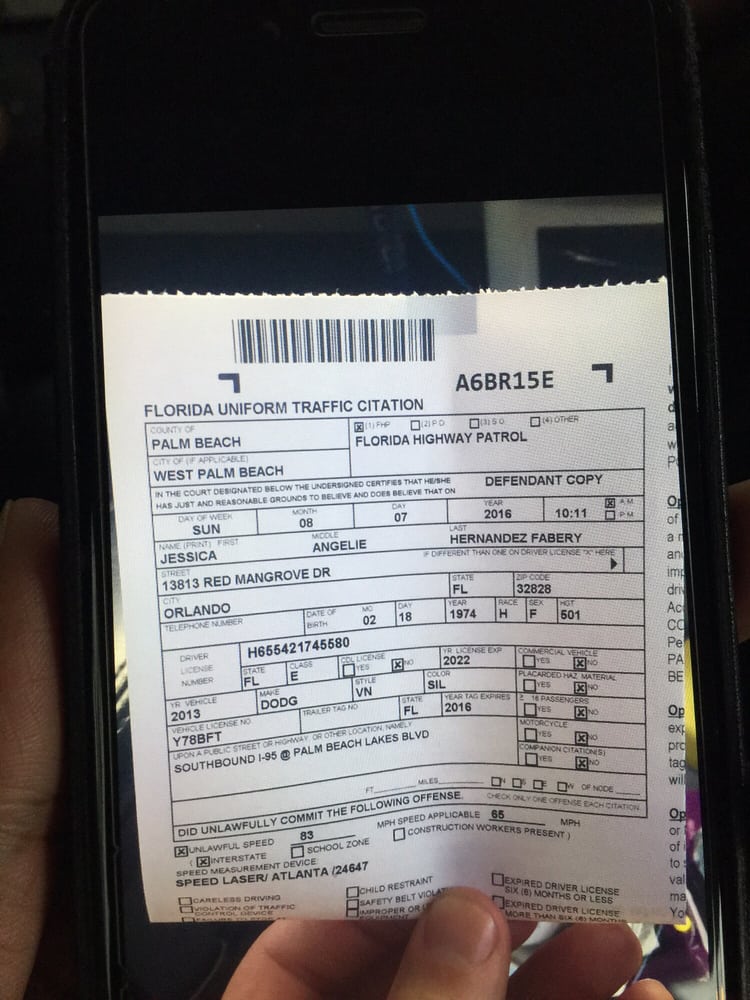 A6BR15E
FLORIDA UNIFORM TRAFFIC CITATION
COUNTY OF
PALM BEACH
(1) FHP (2) P.D. (3) S.O. (4) OTHER
FLORIDA HIGHWAY PATROL
CITY OF (IF APPLICABLE)
WEST PALM BEACH
IN THE COURT DESIGNATED BELOW THE UNDERSIGNED CERTIFIES THAT HE/SHE
HAS JUST AND REASONABLE GROUNDS TO BELIEVE AND DOES BELIEVE THAT ON
DEFENDANT COPY
DAY OF WEEK MONTH DAY YEAR A.M.
SUN 08 07 2016 10:11 P.M.
NAME (PRINT) FIRST MIDDLE LAST
JESSICA ANGELIE HERNANDEZ FABERY
STREET IF DIFFERENT THAN ONE ON DRIVER LICENSE "X" HERE
13813 RED MANGROVE DR
CITY STATE ZIP CODE
ORLANDO FL 32828
TELEPHONE NUMBER DATE OF BIRTH MO DAY YEAR RACE SEX HGT
02 18 1974 H F 501
DRIVER LICENSE NUMBER
H655421745580
STATE CLASS CDL LICENSE YR. LICENSE EXP COMMERCIAL VEHICLE
FL E YES NO 2022 YES NO
YR. VEHICLE MAKE STYLE COLOR PLACARDED HAZ. MATERIAL
2013 DODG VN SIL YES NO
VEHICLE LICENSE NO. TRAILER TAG NO STATE YEAR TAG EXPIRES ≥ 16 PASSENGERS
Y78BFT FL 2016 YES NO
UPON A PUBLIC STREET OR HIGHWAY, OR OTHER LOCATION, NAMELY MOTORCYCLE
SOUTHBOUND I-95 @ PALM BEACH LAKES BLVD YES NO
COMPANION CITATION(S)
YES NO
FT. MILES N S E W OF NODE
DID UNLAWFULLY COMMIT THE FOLLOWING OFFENSE. CHECK ONLY ONE OFFENSE EACH CITATION.
UNLAWFUL SPEED 83 MPH SPEED APPLICABLE 65 MPH
( INTERSTATE SCHOOL ZONE CONSTRUCTION WORKERS PRESENT )
SPEED MEASUREMENT DEVICE:
SPEED LASER/ ATLANTA /24647
CARELESS DRIVING CHILD RESTRAINT EXPIRED DRIVER LICENSE
SIX (6) MONTHS OR LESS
VIOLATION OF TRAFFIC CONTROL DEVICE SAFETY BELT EXPIRED DRIVER LICENSE
MORE THAN SIX (6) MONTHS
IMPROPER OR